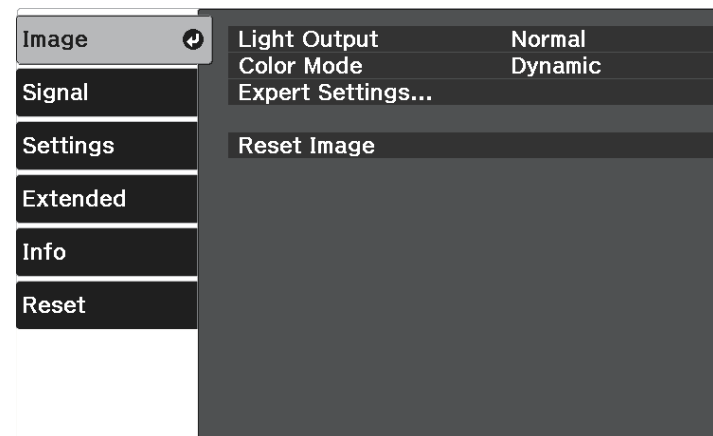 Image
Signal
Settings
Extended
Info
Reset
Light Output Normal
Color Mode Dynamic
Expert Settings...
Reset Image